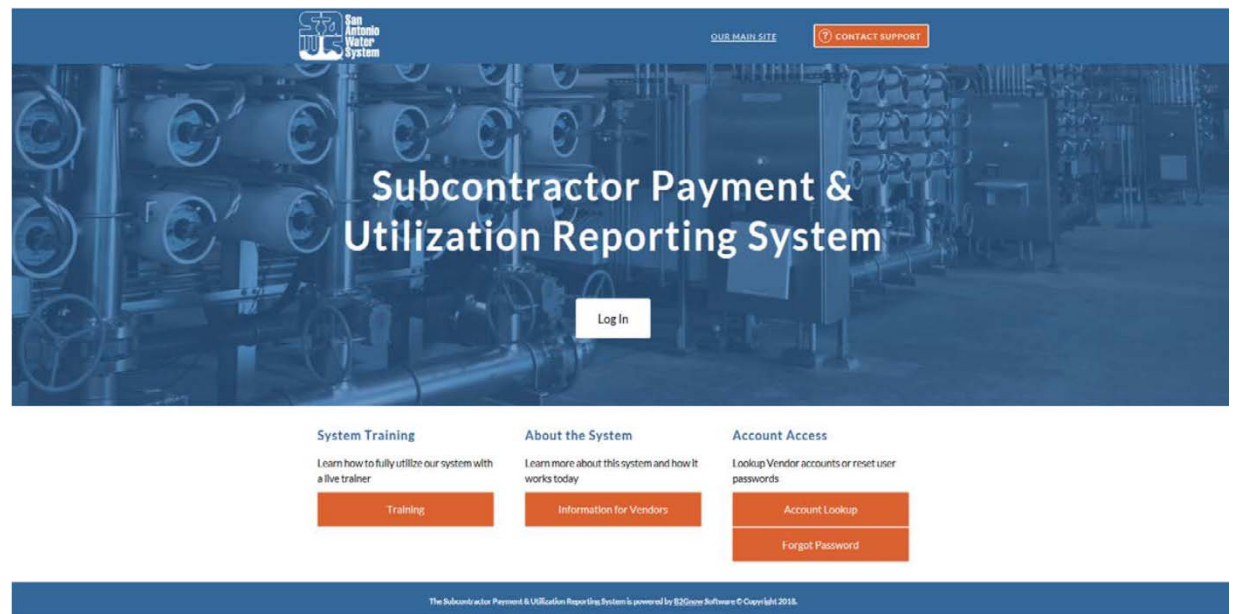 San
Antonio
Water
System
OUR MAIN SITE
? CONTACT SUPPORT
Subcontractor Payment &
Utilization Reporting System
Log In
System Training
Learn how to fully utilize our system with
a live trainer
Training
About the System
Learn more about this system and how it
works today
Information for Vendors
Account Access
Lookup Vendor accounts or reset user
passwords
Account Lookup
Forgot Password
The Subcontractor Payment & Utilization Reporting System is powered by B2Gnow Software © Copyright 2018.